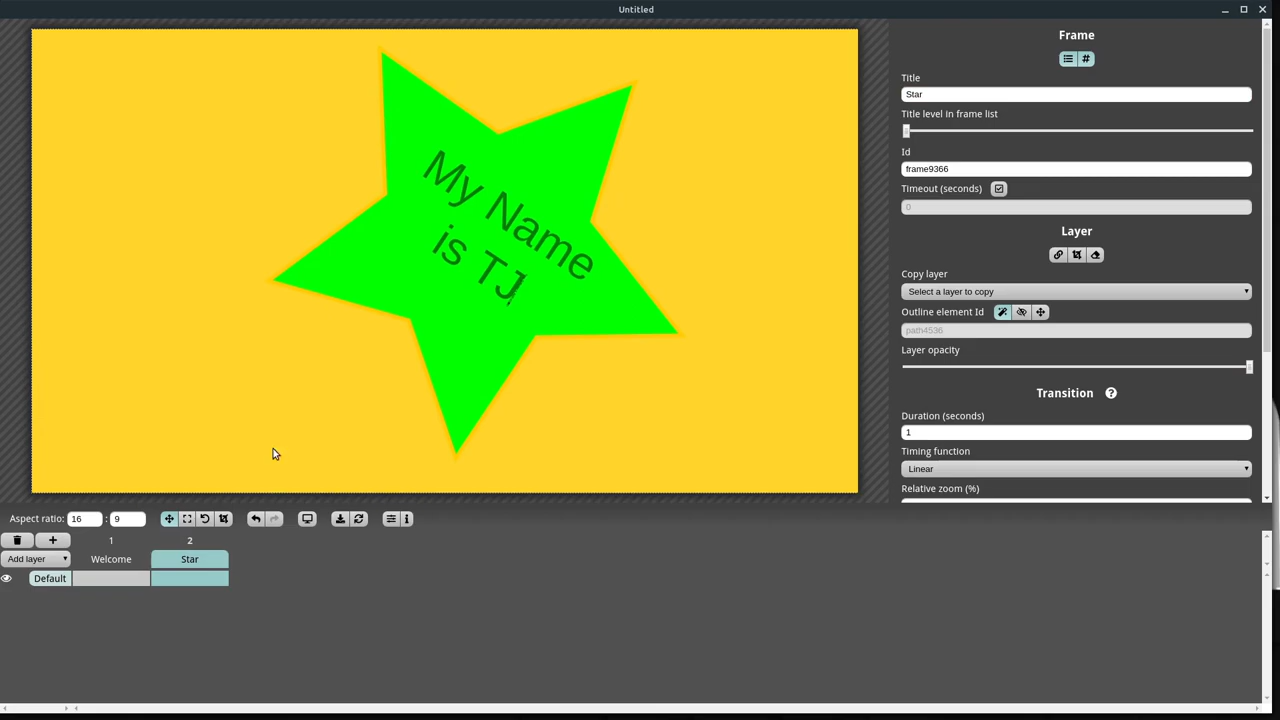 Untitled
My Name
is TJ
Frame
Title
Star
Title level in frame list
Id
frame9366
Timeout (seconds)
0
Layer
Copy layer
Select a layer to copy
Outline element Id
path4536
Layer opacity
Transition
Duration (seconds)
1
Timing function
Linear
Relative zoom (%)
Aspect ratio: 16 : 9
1 2
Add layer Welcome Star
Default